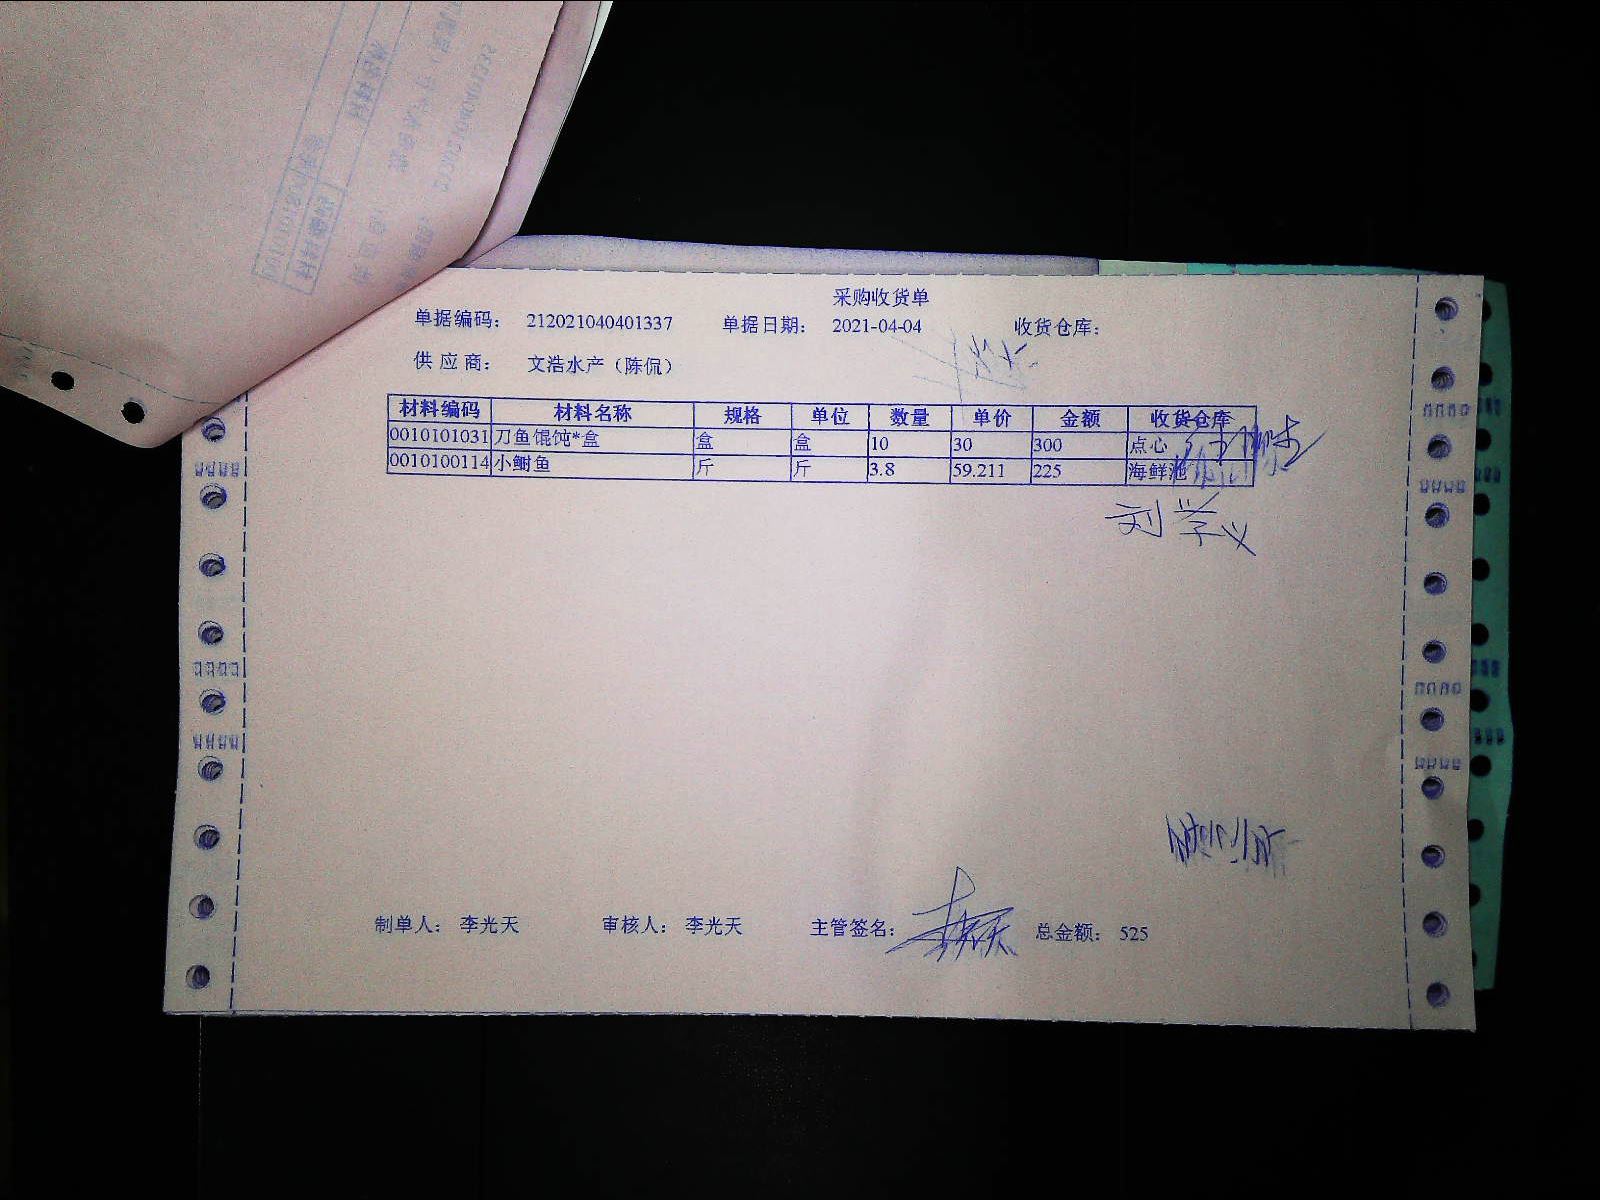 采购收货单
单据编码： 212021040401337 单据日期： 2021-04-04 收货仓库：
供 应 商： 文浩水产（陈侃）
材料编码 材料名称 规格 单位 数量 单价 金额 收货仓库
0010101031 刀鱼馄饨*盒 盒 盒 10 30 300 点心
0010100114 小鲥鱼 斤 斤 3.8 59.211 225 海鲜池
刘学义
制单人： 李光天 审核人： 李光天 主管签名： 李光天 总金额： 525